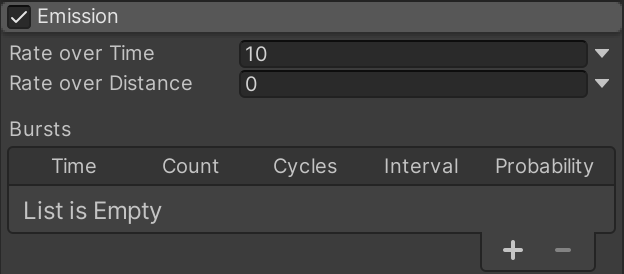 Emission
Rate over Time 10
Rate over Distance 0
Bursts
Time Count Cycles Interval Probability
List is Empty